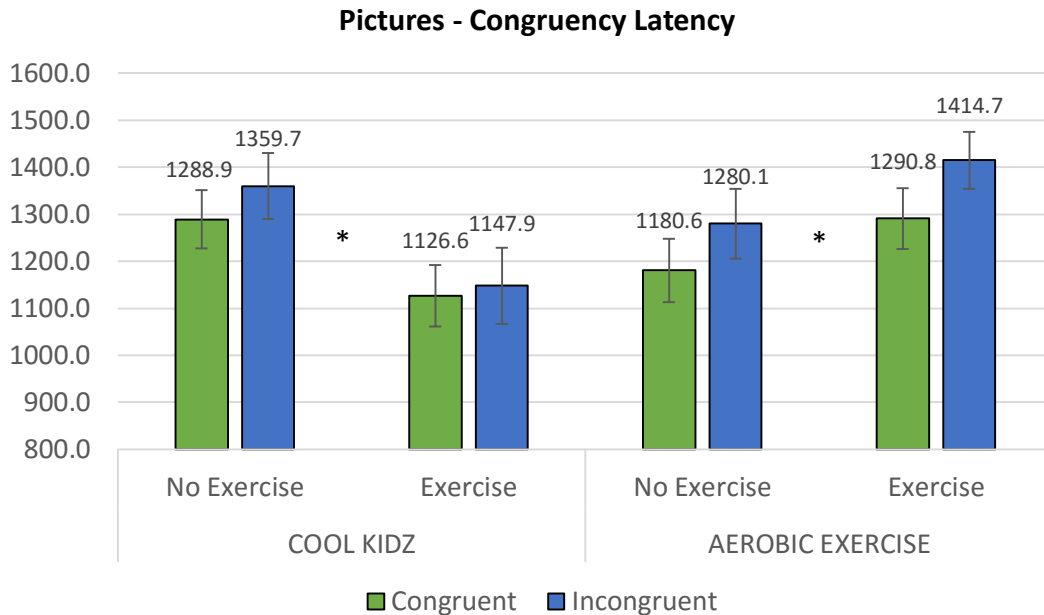 Pictures - Congruency Latency
1600.0
1500.0
1400.0
1300.0
1200.0
1100.0
1000.0
900.0
800.0
1288.9
1359.7
*
1126.6
1147.9
1180.6
1280.1
*
1290.8
1414.7
No Exercise
Exercise
No Exercise
Exercise
COOL KIDZ
AEROBIC EXERCISE
Congruent
Incongruent